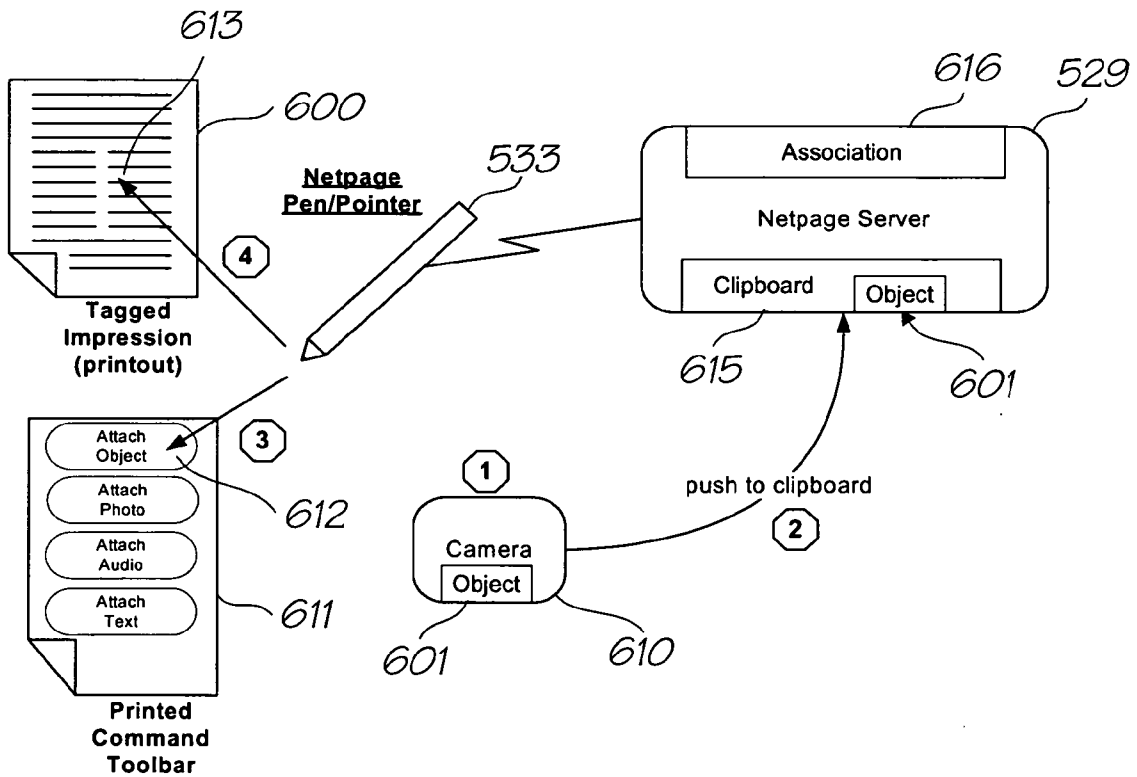 613
600
Netpage
Pen/Pointer
533
4
Tagged
Impression
(printout)
616
529
Association
Netpage Server
Clipboard
Object
615
601
3
Attach
Object
Attach
Photo
Attach
Audio
Attach
Text
612
611
Printed
Command
Toolbar
1
Camera
Object
601
610
push to clipboard
2